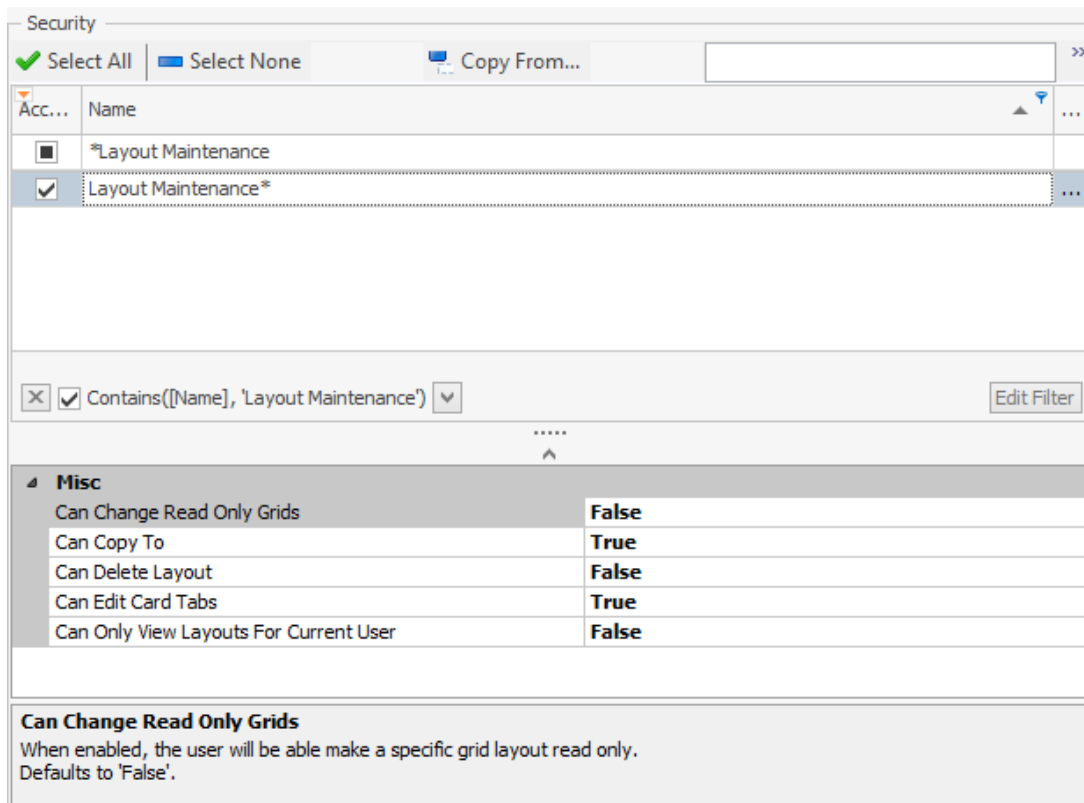 Security
Select All Select None Copy From... »
Acc... Name ...
*Layout Maintenance
Layout Maintenance* ...
Contains([Name], 'Layout Maintenance') Edit Filter
Misc
Can Change Read Only Grids False
Can Copy To True
Can Delete Layout False
Can Edit Card Tabs True
Can Only View Layouts For Current User False
Can Change Read Only Grids
When enabled, the user will be able make a specific grid layout read only.
Defaults to 'False'.